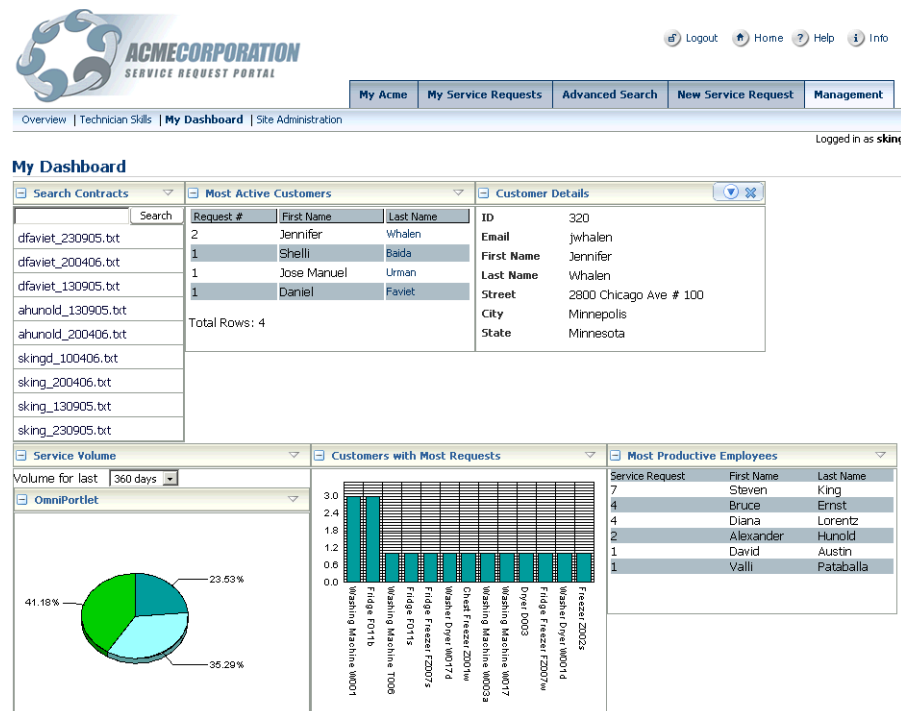 ACMECORPORATION
SERVICE REQUEST PORTAL
Logout Home ? Help i Info
My Acme My Service Requests Advanced Search New Service Request Management
Overview | Technician Skills | My Dashboard | Site Administration
Logged in as sking
My Dashboard
Search Contracts
Search
dfaviet_230905.txt
dfaviet_200406.txt
dfaviet_130905.txt
ahunold_130905.txt
ahunold_200406.txt
skingd_100406.txt
sking_200406.txt
sking_130905.txt
sking_230905.txt
Most Active Customers
Request # First Name Last Name
2 Jennifer Whalen
1 Shelli Baida
1 Jose Manuel Urman
1 Daniel Faviet
Total Rows: 4
Customer Details
ID 320
Email jwhalen
First Name Jennifer
Last Name Whalen
Street 2800 Chicago Ave # 100
City Minnepolis
State Minnesota
Service Volume
Volume for last 360 days
OmniPortlet
23.53%
41.18%
35.29%
Customers with Most Requests
3.0
2.4
1.8
1.2
0.6
0.0
Washing Machine W001
Fridge F011b
Washing Machine T006
Fridge F011s
Fridge Freezer FZ007s
Washer Dryer W017d
Chest Freezer Z001w
Washing Machine W003a
Washing Machine W017
Dryer D003
Fridge Freezer FZ007w
Washer Dryer W001d
Freezer Z002s
Most Productive Employees
Service Request First Name Last Name
7 Steven King
4 Bruce Ernst
4 Diana Lorentz
2 Alexander Hunold
1 David Austin
1 Valli Pataballa